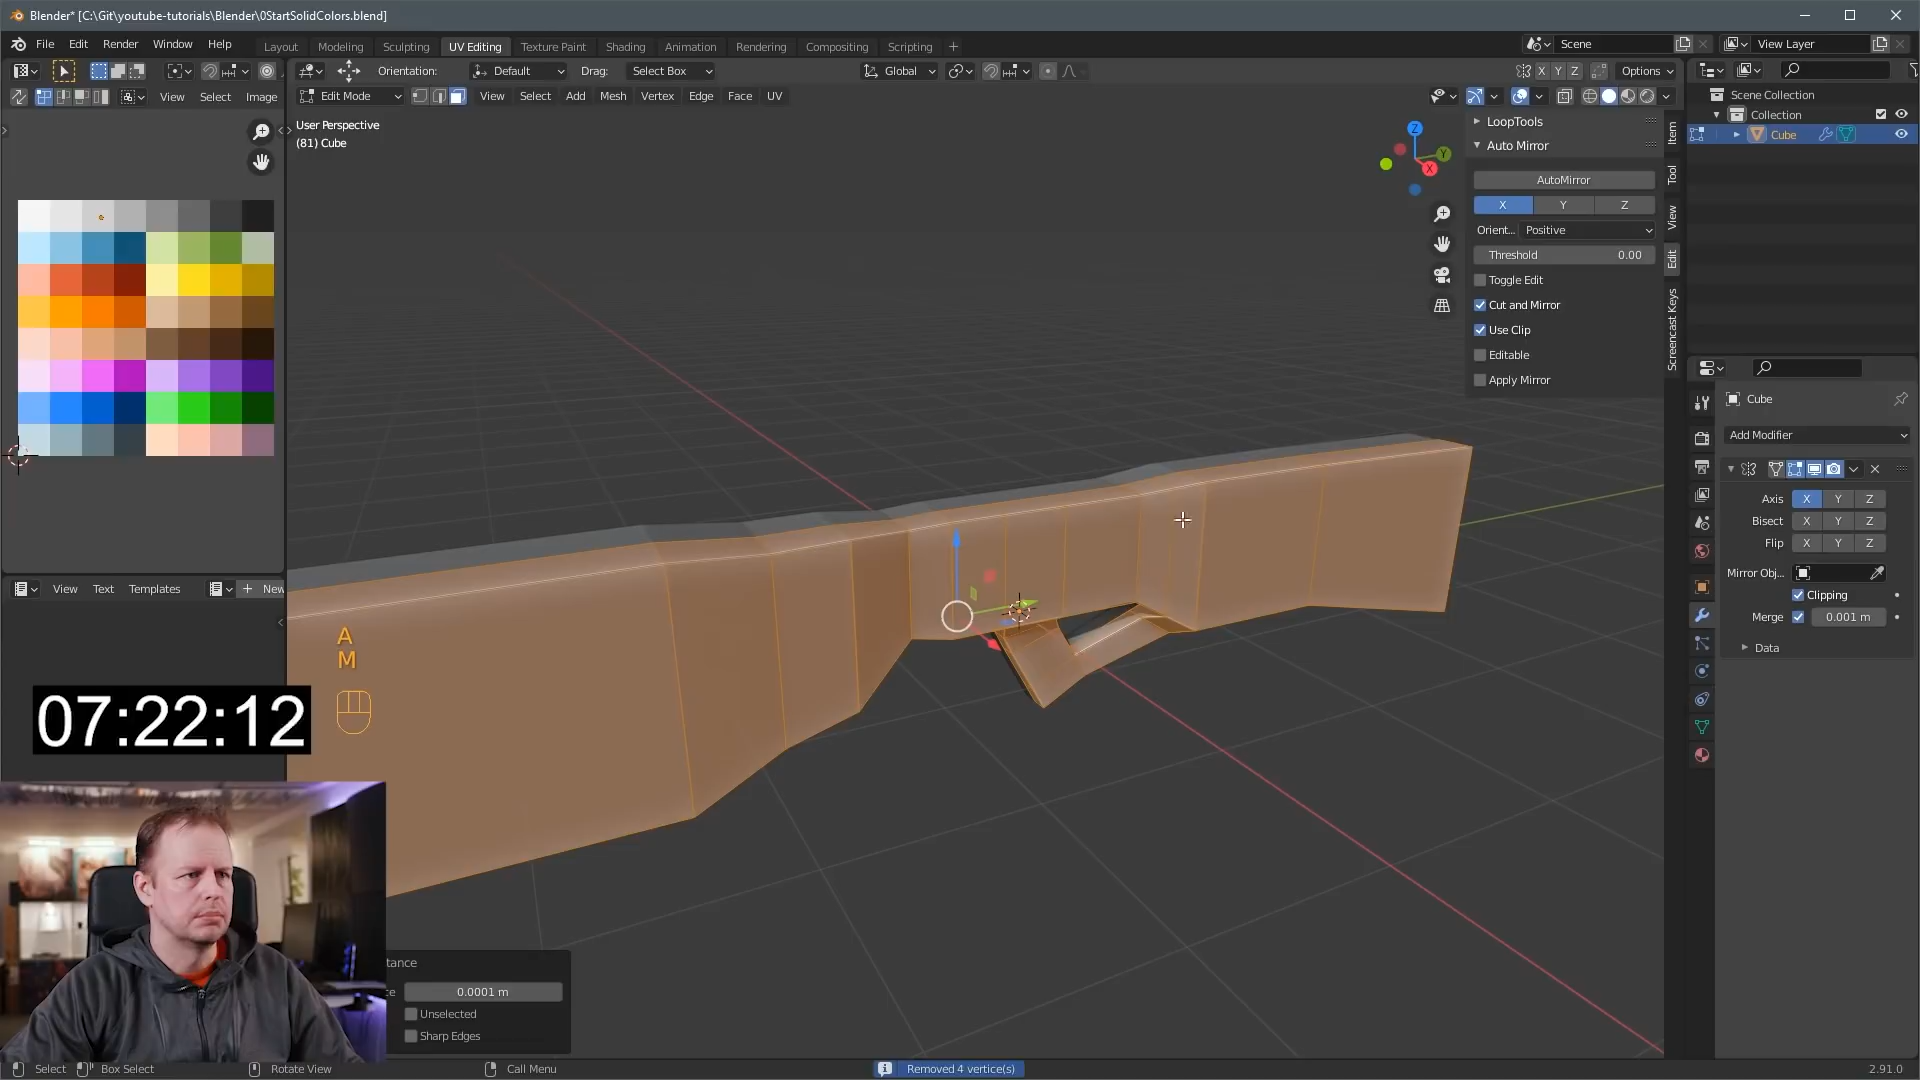 Blender* [C:\Git\youtube-tutorials\Blender\0StartSolidColors.blend]
File Edit Render Window Help
Layout Modeling Sculpting UV Editing Texture Paint Shading Animation Rendering Compositing Scripting +
Scene
View Layer
Orientation: Default Drag: Select Box
Global
X Y Z Options
View Select Image
Edit Mode View Select Add Mesh Vertex Edge Face UV
User Perspective
(81) Cube
Z
Y
X
LoopTools
Auto Mirror
AutoMirror
X Y Z
Orient... Positive
Threshold 0.00
Toggle Edit
Cut and Mirror
Use Clip
Editable
Apply Mirror
Item
Tool
View
Edit
Screencast Keys
Scene Collection
Collection
Cube
Cube
Add Modifier
Axis X Y Z
Bisect X Y Z
Flip X Y Z
Mirror Obj...
Clipping
Merge 0.001 m
Data
View Text Templates + New
A
M
07:22:12
tance
ce 0.0001 m
Unselected
Sharp Edges
Select Box Select Rotate View Call Menu
Removed 4 vertice(s)
2.91.0